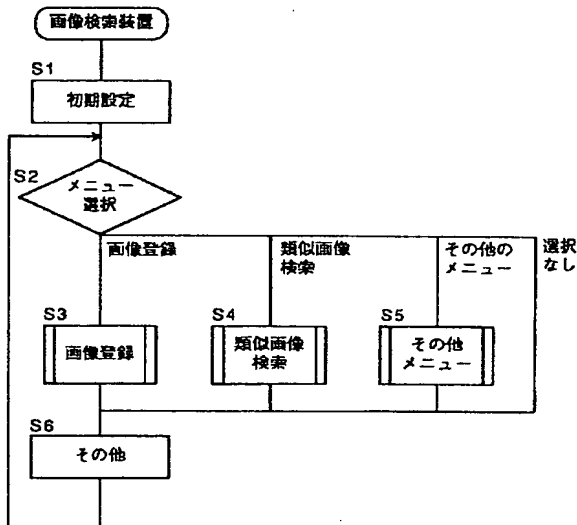 画像検索装置
S1
初期設定
S2
メニュー
選択
画像登録
類似画像
検索
その他の
メニュー
選択
なし
S3
画像登録
S4
類似画像
検索
S5
その他
メニュー
S6
その他